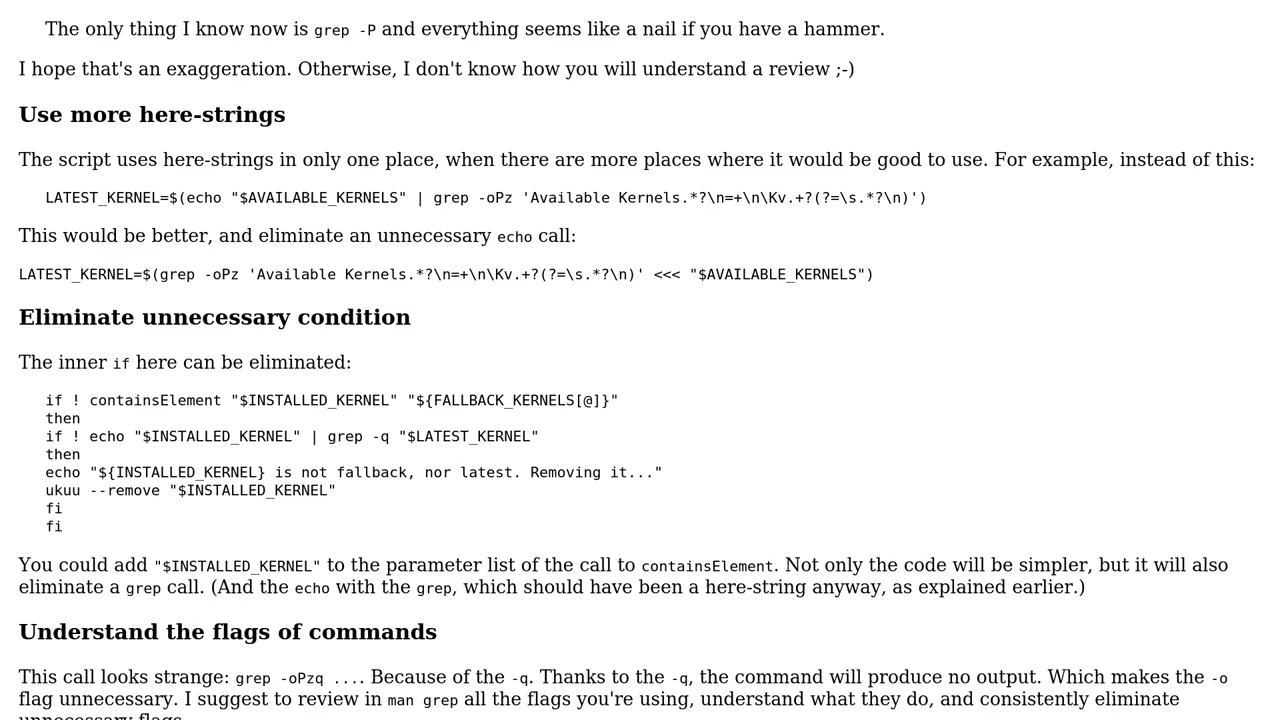 The only thing I know now is grep -P and everything seems like a nail if you have a hammer.
I hope that's an exaggeration. Otherwise, I don't know how you will understand a review ;-)
Use more here-strings
The script uses here-strings in only one place, when there are more places where it would be good to use. For example, instead of this:
LATEST_KERNEL=$(echo "$AVAILABLE_KERNELS" | grep -oPz 'Available Kernels.*?\n=+\n\Kv.+?(?=\s.*?\n)')
This would be better, and eliminate an unnecessary echo call:
LATEST_KERNEL=$(grep -oPz 'Available Kernels.*?\n=+\n\Kv.+?(?=\s.*?\n)' <<< "$AVAILABLE_KERNELS")
Eliminate unnecessary condition
The inner if here can be eliminated:
if ! containsElement "$INSTALLED_KERNEL" "${FALLBACK_KERNELS[@]}"
then
if ! echo "$INSTALLED_KERNEL" | grep -q "$LATEST_KERNEL"
then
echo "${INSTALLED_KERNEL} is not fallback, nor latest. Removing it..."
ukuu --remove "$INSTALLED_KERNEL"
fi
fi
You could add "$INSTALLED_KERNEL" to the parameter list of the call to containsElement. Not only the code will be simpler, but it will also
eliminate a grep call. (And the echo with the grep, which should have been a here-string anyway, as explained earlier.)
Understand the flags of commands
This call looks strange: grep -oPzq .... Because of the -q. Thanks to the -q, the command will produce no output. Which makes the -o
flag unnecessary. I suggest to review in man grep all the flags you're using, understand what they do, and consistently eliminate
unnecessary flags.